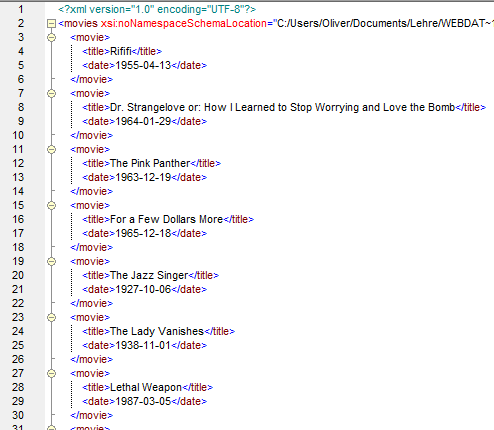 1 <?xml version="1.0" encoding="UTF-8"?>
2 <movies xsi:noNamespaceSchemaLocation="C:/Users/Oliver/Documents/Lehre/WEBDAT~
3 <movie>
4 <title>Rififi</title>
5 <date>1955-04-13</date>
6 </movie>
7 <movie>
8 <title>Dr. Strangelove or: How I Learned to Stop Worrying and Love the Bomb</title>
9 <date>1964-01-29</date>
10 </movie>
11 <movie>
12 <title>The Pink Panther</title>
13 <date>1963-12-19</date>
14 </movie>
15 <movie>
16 <title>For a Few Dollars More</title>
17 <date>1965-12-18</date>
18 </movie>
19 <movie>
20 <title>The Jazz Singer</title>
21 <date>1927-10-06</date>
22 </movie>
23 <movie>
24 <title>The Lady Vanishes</title>
25 <date>1938-11-01</date>
26 </movie>
27 <movie>
28 <title>Lethal Weapon</title>
29 <date>1987-03-05</date>
30 </movie>
31 <movie>